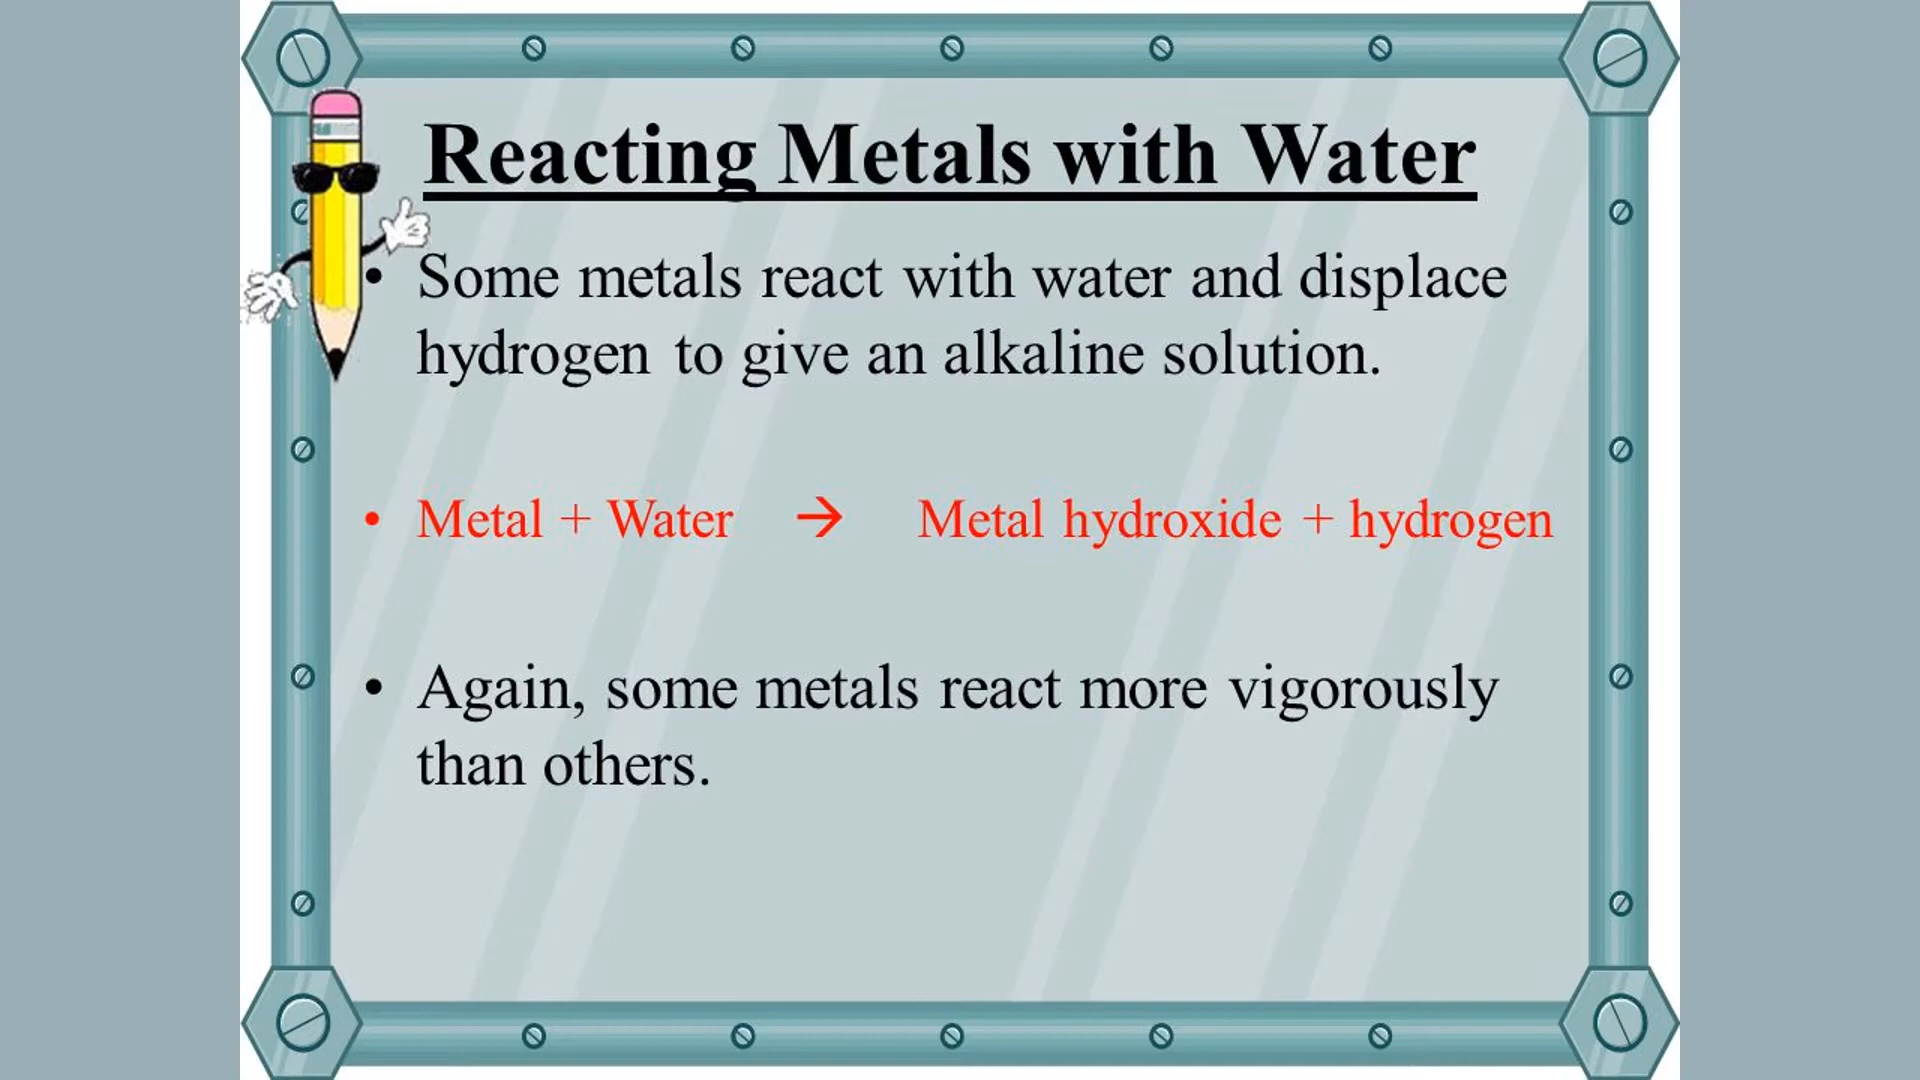 Reacting Metals with Water
• Some metals react with water and displace
hydrogen to give an alkaline solution.
• Metal + Water → Metal hydroxide + hydrogen
• Again, some metals react more vigorously
than others.